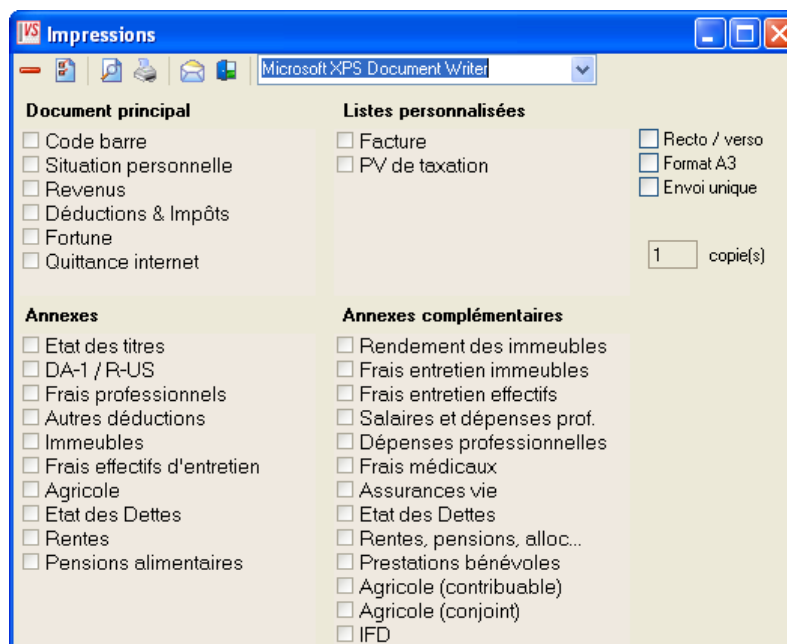 VS Impressions
Microsoft XPS Document Writer
Document principal
Code barre
Situation personnelle
Revenus
Déductions & Impôts
Fortune
Quittance internet
Listes personnalisées
Facture
PV de taxation
Recto / verso
Format A3
Envoi unique
1 copie(s)
Annexes
Etat des titres
DA-1 / R-US
Frais professionnels
Autres déductions
Immeubles
Frais effectifs d'entretien
Agricole
Etat des Dettes
Rentes
Pensions alimentaires
Annexes complémentaires
Rendement des immeubles
Frais entretien immeubles
Frais entretien effectifs
Salaires et dépenses prof.
Dépenses professionnelles
Frais médicaux
Assurances vie
Etat des Dettes
Rentes, pensions, alloc...
Prestations bénévoles
Agricole (contribuable)
Agricole (conjoint)
IFD